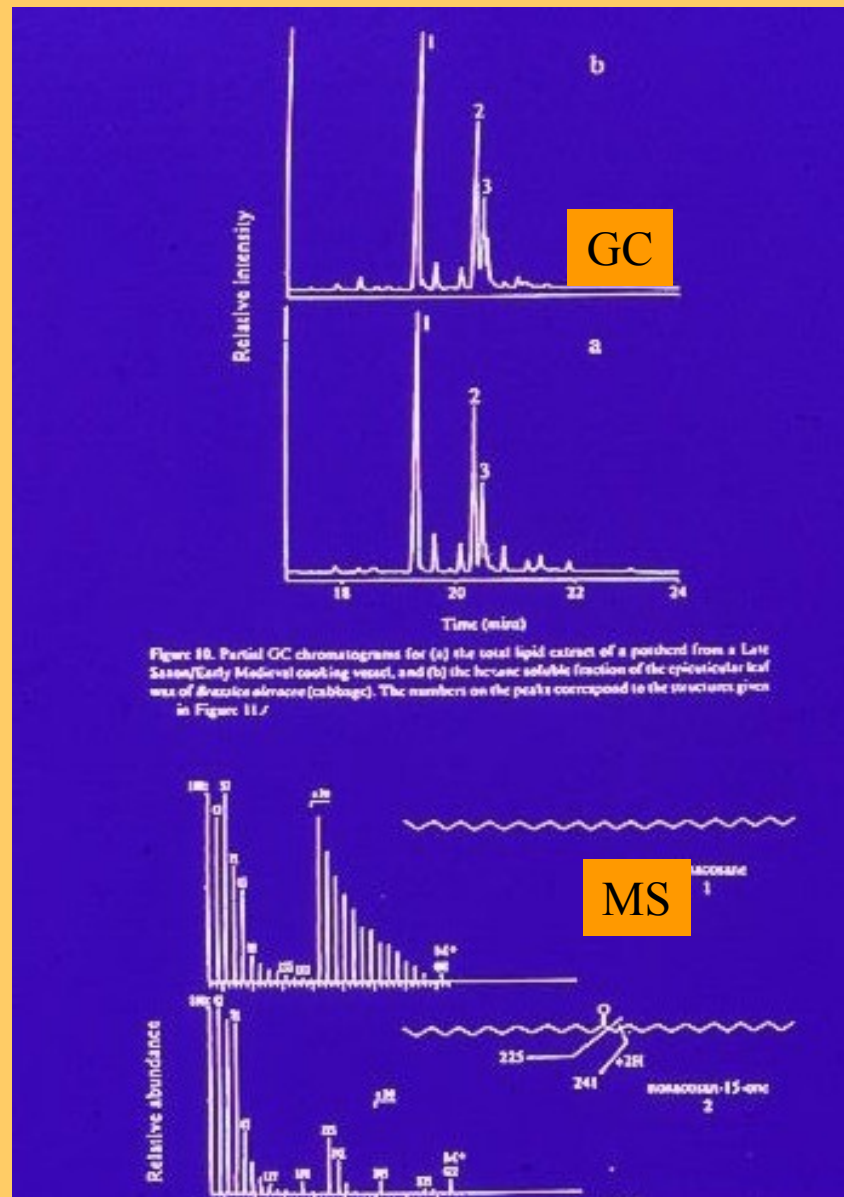 1
b
2
3
GC
Relative intensity
1
a
2
3
18 20 22 24
Time (mins)
Figure 10. Partial GC chromatograms for (a) the total lipid extract of a potsherd from a Late
Saxon/Early Medieval cooking vessel, and (b) the hexane soluble fraction of the epicuticular leaf
wax of Brassica oleracea (cabbage). The numbers on the peaks correspond to the structures given
in Figure 11.
MS
1
M+
Relative abundance
O
225
+2H
241
nonacosan-15-one
2
M+